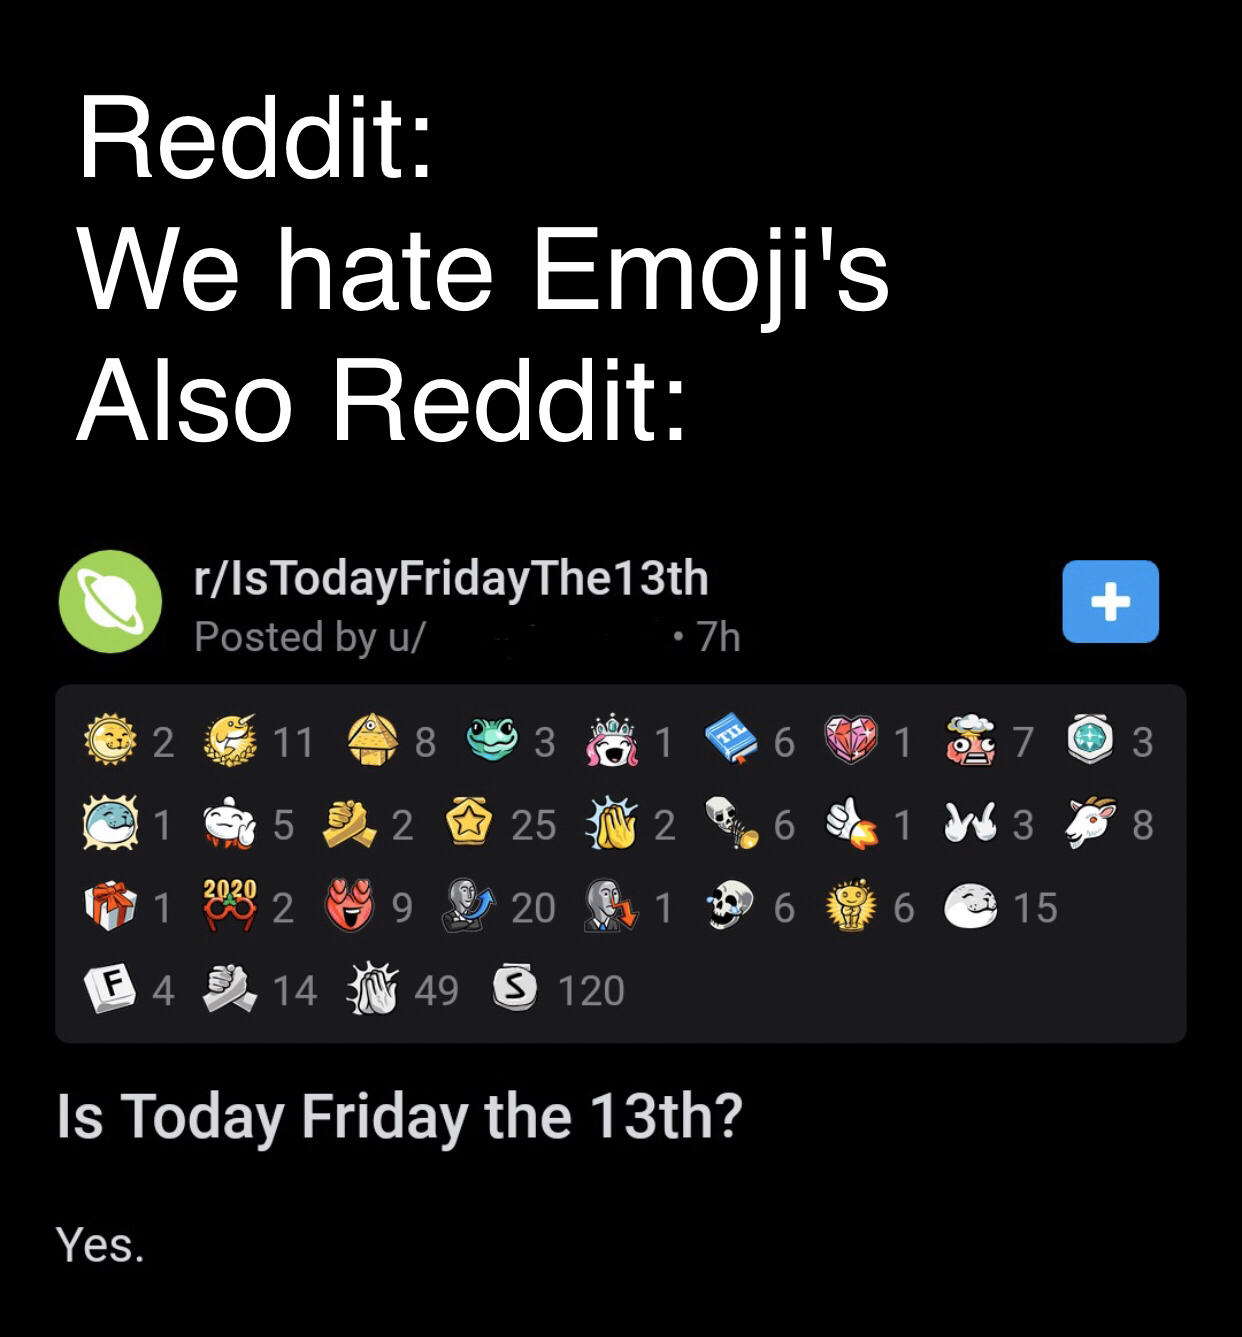 Reddit:
We hate Emoji's
Also Reddit:
r/IsTodayFridayThe13th
Posted by u/ • 7h
2 11 8 3 1 TIL 6 1 7 3
1 5 2 25 2 6 1 3 8
1 2020 2 9 20 1 6 6 15
F 4 14 49 S 120
Is Today Friday the 13th?
Yes.